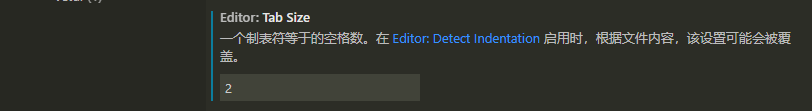 Editor: Tab Size
一个制表符等于的空格数。在 Editor: Detect Indentation 启用时，根据文件内容，该设置可能会被覆
盖。
2